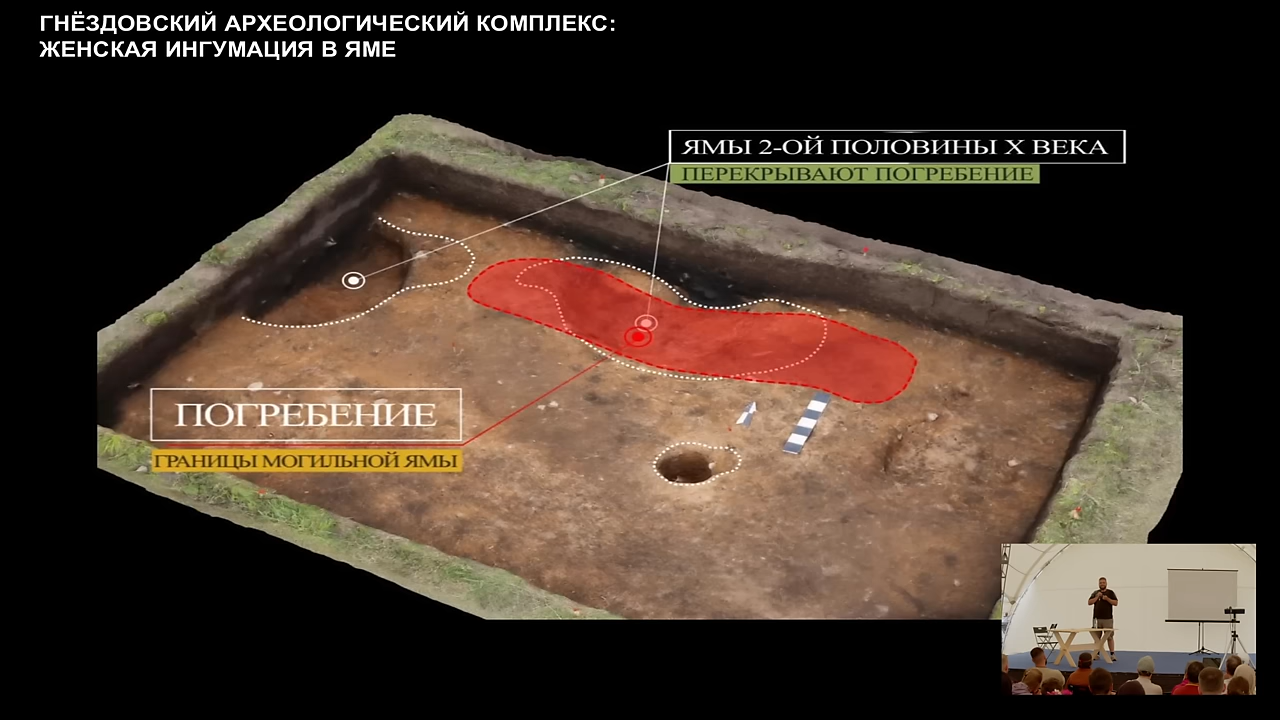 ГНЁЗДОВСКИЙ АРХЕОЛОГИЧЕСКИЙ КОМПЛЕКС:
ЖЕНСКАЯ ИНГУМАЦИЯ В ЯМЕ
ЯМЫ 2-ОЙ ПОЛОВИНЫ X ВЕКА
ПЕРЕКРЫВАЮТ ПОГРЕБЕНИЕ
ПОГРЕБЕНИЕ
ГРАНИЦЫ МОГИЛЬНОЙ ЯМЫ